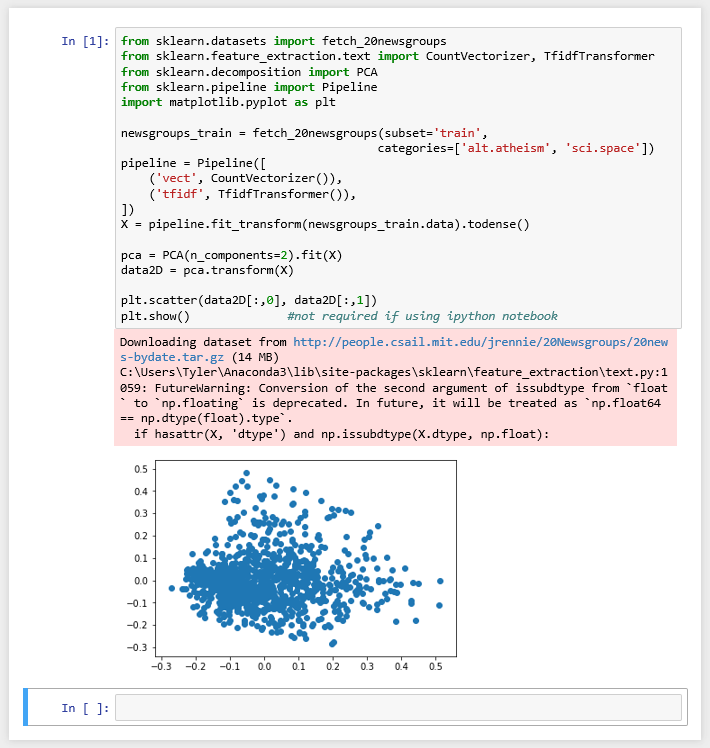 In [1]:
from sklearn.datasets import fetch_20newsgroups
from sklearn.feature_extraction.text import CountVectorizer, TfidfTransformer
from sklearn.decomposition import PCA
from sklearn.pipeline import Pipeline
import matplotlib.pyplot as plt
newsgroups_train = fetch_20newsgroups(subset='train',
categories=['alt.atheism', 'sci.space'])
pipeline = Pipeline([
('vect', CountVectorizer()),
('tfidf', TfidfTransformer()),
])
X = pipeline.fit_transform(newsgroups_train.data).todense()
pca = PCA(n_components=2).fit(X)
data2D = pca.transform(X)
plt.scatter(data2D[:,0], data2D[:,1])
plt.show() #not required if using ipython notebook
Downloading dataset from http://people.csail.mit.edu/jrennie/20Newsgroups/20new
s-bydate.tar.gz (14 MB)
C:\Users\Tyler\Anaconda3\lib\site-packages\sklearn\feature_extraction\text.py:1
059: FutureWarning: Conversion of the second argument of issubdtype from `float
` to `np.floating` is deprecated. In future, it will be treated as `np.float64
== np.dtype(float).type`.
if hasattr(X, 'dtype') and np.issubdtype(X.dtype, np.float):
0.5
0.4
0.3
0.2
0.1
0.0
−0.1
−0.2
−0.3
−0.3 −0.2 −0.1 0.0 0.1 0.2 0.3 0.4 0.5
In [ ]: